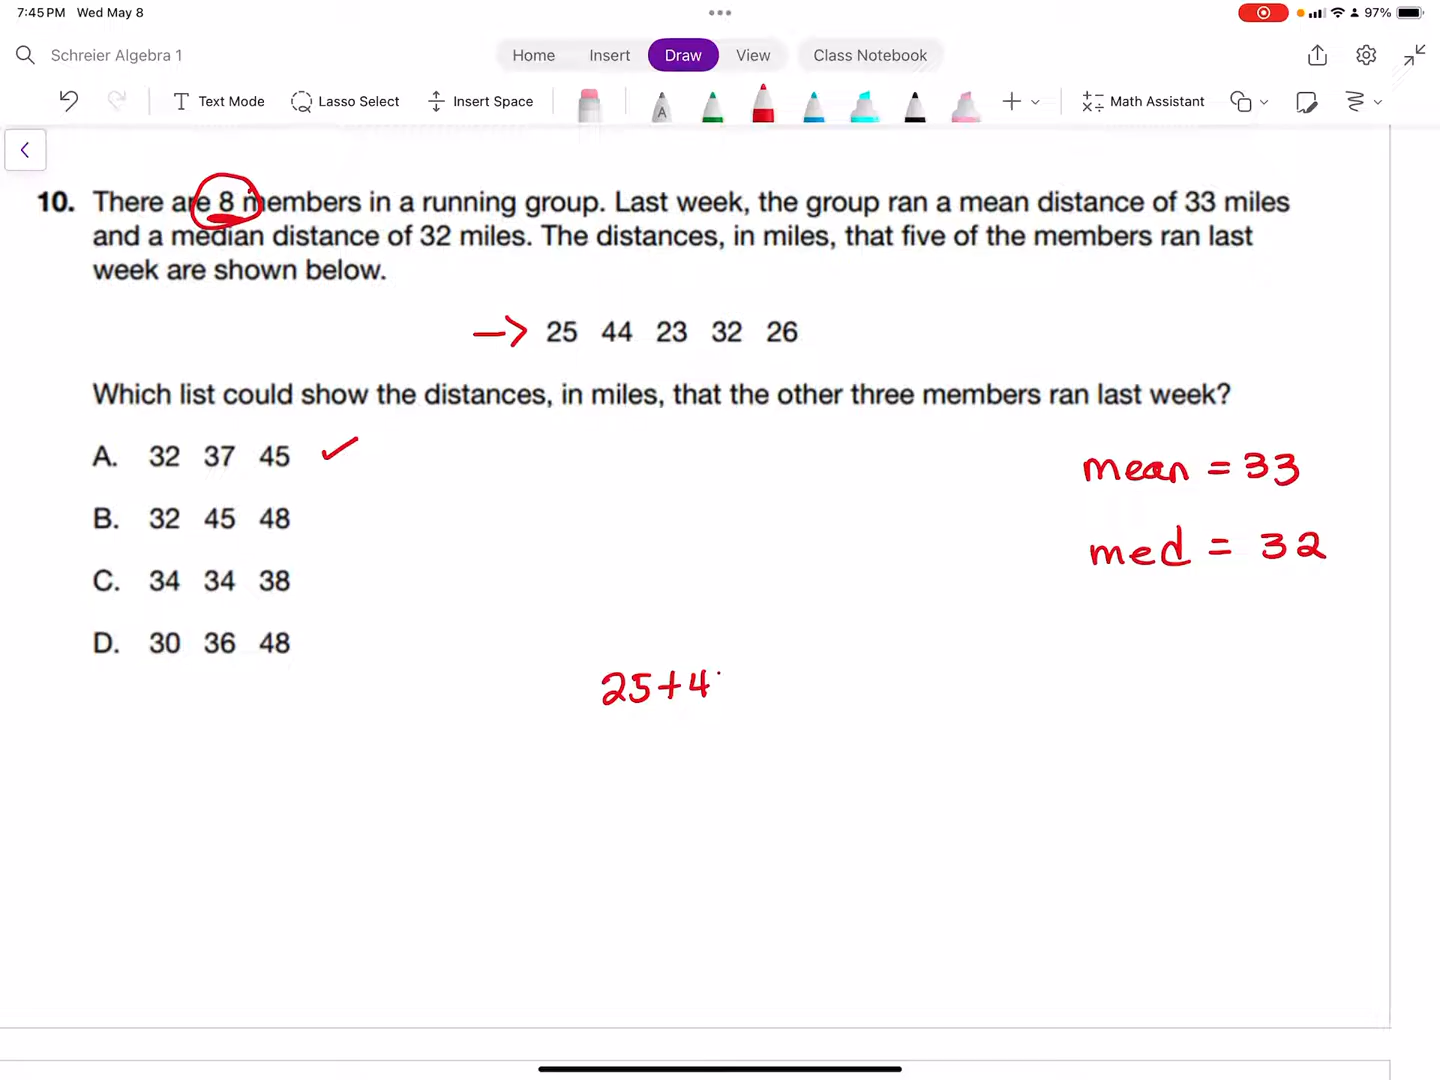 7:45 PM Wed May 8
97%
Schreier Algebra 1
Home Insert Draw View Class Notebook
Text Mode Lasso Select Insert Space A Math Assistant
10. There are 8 members in a running group. Last week, the group ran a mean distance of 33 miles
and a median distance of 32 miles. The distances, in miles, that five of the members ran last
week are shown below.
→ 25 44 23 32 26
Which list could show the distances, in miles, that the other three members ran last week?
A. 32 37 45 ✓
mean = 33
B. 32 45 48
med = 32
C. 34 34 38
D. 30 36 48
25+4